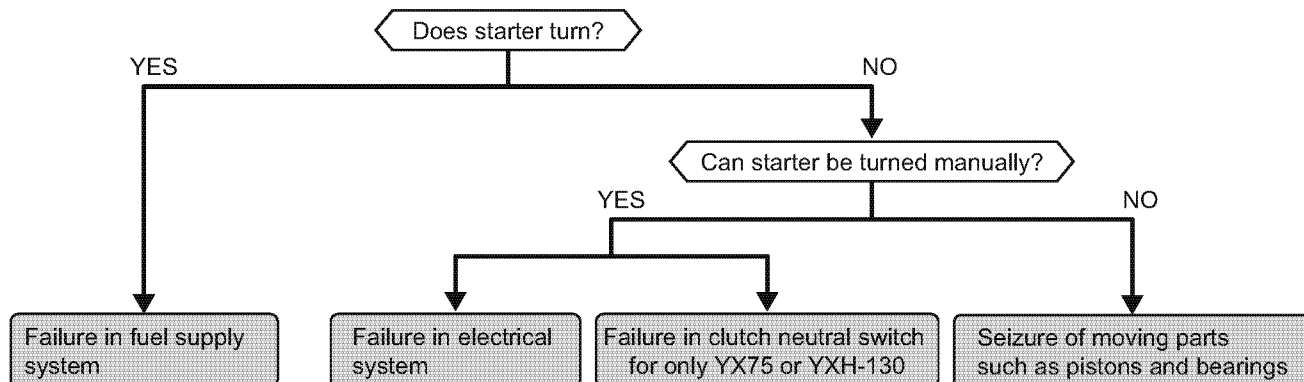 Does starter turn?
YES
NO
Can starter be turned manually?
YES
NO
Failure in fuel supply
system
Failure in electrical
system
Failure in clutch neutral switch
for only YX75 or YXH-130
Seizure of moving parts
such as pistons and bearings